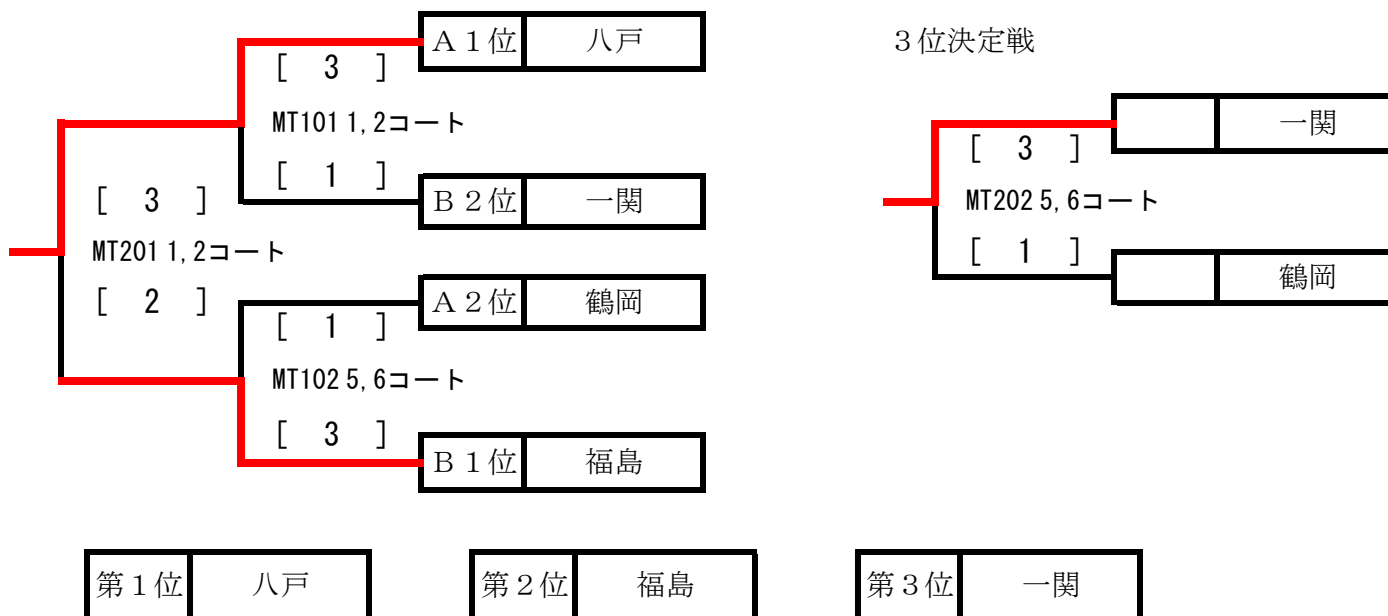 Ａ１位 八戸
３位決定戦
[ 3 ]
MT101 1,2コート
一関
[ 3 ]
[ 1 ]
Ｂ２位 一関
[ 3 ]
MT202 5,6コート
MT201 1,2コート
[ 1 ]
鶴岡
[ 2 ]
Ａ２位 鶴岡
[ 1 ]
MT102 5,6コート
[ 3 ]
Ｂ１位 福島
第１位 八戸 第２位 福島 第３位 一関